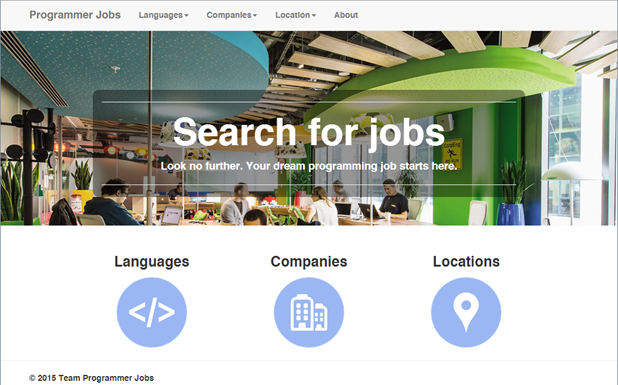 Programmer Jobs Languages Companies Location About
Search for jobs
Look no further. Your dream programming job starts here.
Languages Companies Locations
</>
© 2015 Team Programmer Jobs